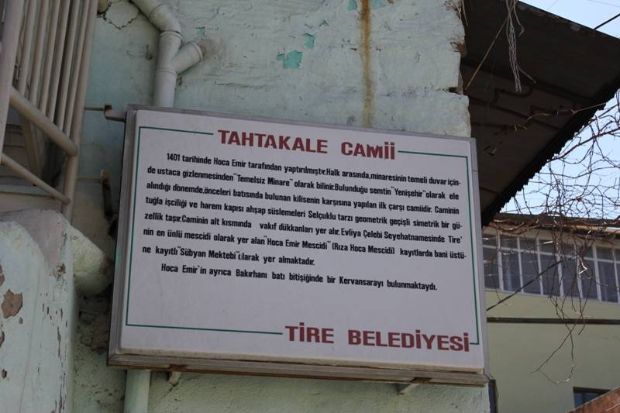 TAHTAKALE CAMİİ
1401 tarihinde Hoca Emir tarafından yaptırılmıştır.Halk arasında,minaresinin temeli duvar için-
de ustaca gizlenmesinden "Temelsiz Minare" olarak bilinir.Bulunduğu semtin "Yenişehir" olarak ele
alındığı dönemde,önceleri batısında bulunan kilisenin karşısına yapılan ilk çarşı camiidir. Caminin
tuğla işçiliği ve harem kapısı ahşap süslemeleri Selçuklu tarzı geometrik geçişli simetrik bir gü-
zellik taşır.Caminin alt kısmında vakıf dükkanları yer alır.Evliya Çelebi Seyehatnamesinde Tire'
nin en ünlü mescidi olarak yer alan "Hoca Emir Mescidi" (Rıza Hoca Mescidi) kayıtlarda bani üstü-
ne kayıtlı "Sübyan Mektebi" olarak yer almaktadır.
Hoca Emir'in ayrıca Bakırhanı batı bitişiğinde bir Kervansarayı bulunmaktaydı.
TİRE BELEDİYESİ